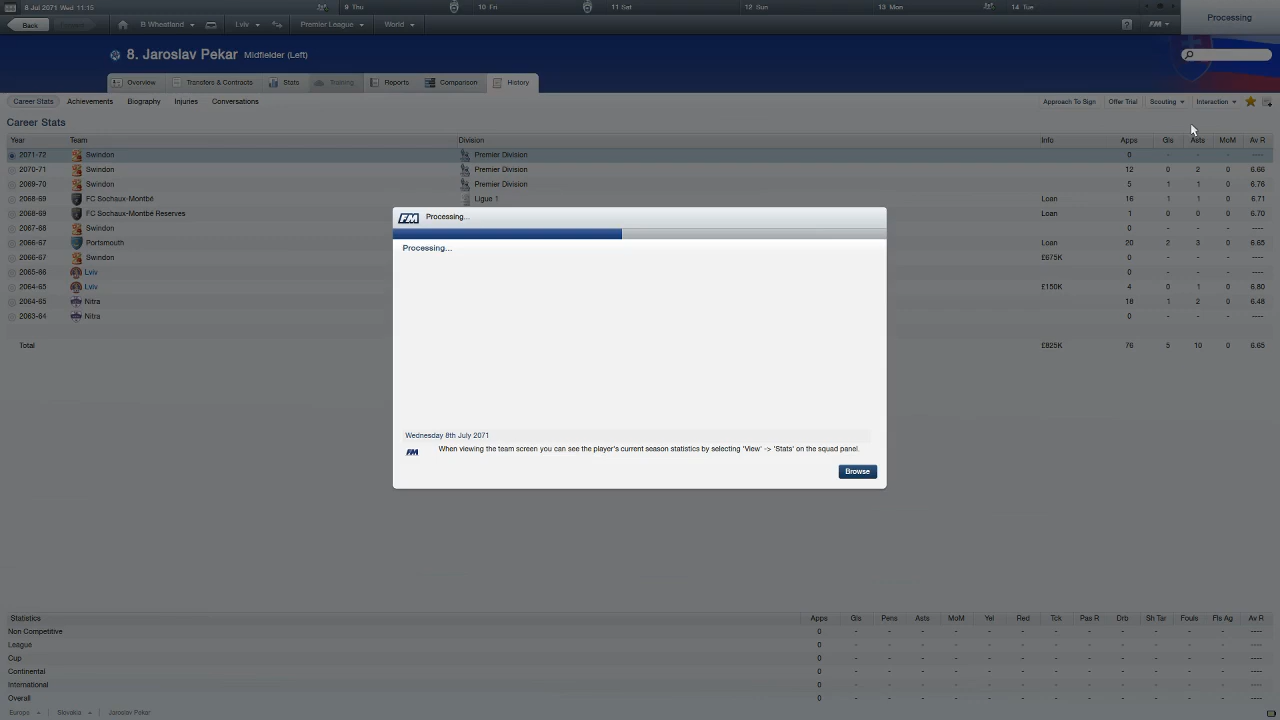 8 Jul 2071 Wed 11:15 9 Thu 10 Fri 11 Sat 12 Sun 13 Mon 14 Tue
Back B Wheatland Lviv Premier League World ? FM Processing
8. Jaroslav Pekar Midfielder (Left)
Overview Transfers & Contracts Stats Training Reports Comparison History
Career Stats Achievements Biography Injuries Conversations Approach To Sign Offer Trial Scouting Interaction
Career Stats
Year Team Division Info Apps Gls Asts MoM Av R
2071-72 Swindon Premier Division 0 - - - ----
2070-71 Swindon Premier Division 12 0 2 0 6.66
2069-70 Swindon Premier Division 5 1 1 0 6.76
2068-69 FC Sochaux-Montbé Ligue 1 Loan 16 1 1 0 6.71
2068-69 FC Sochaux-Montbé Reserves Loan 1 0 0 0 6.70
2067-68 Swindon 0 - - - ----
2066-67 Portsmouth Loan 20 2 3 0 6.65
2066-67 Swindon £675K 0 - - - ----
2065-66 Lviv 0 - - - ----
2064-65 Lviv £150K 4 0 1 0 6.80
2064-65 Nitra 18 1 2 0 6.48
2063-64 Nitra 0 - - - ----
Total £825K 76 5 10 0 6.65
FM Processing...
Processing...
Wednesday 8th July 2071
FM When viewing the team screen you can see the player's current season statistics by selecting 'View' -> 'Stats' on the squad panel.
Browse
Statistics Apps Gls Pens Asts MoM Yel Red Tck Pas R Drb Sh Tar Fouls Fls Ag Av R
Non Competitive 0 - - - - - - - - - - - - ----
League 0 - - - - - - - - - - - - ----
Cup 0 - - - - - - - - - - - - ----
Continental 0 - - - - - - - - - - - - ----
International 0 - - - - - - - - - - - - ----
Overall 0 - - - - - - - - - - - - ----
Europe Slovakia Jaroslav Pekar